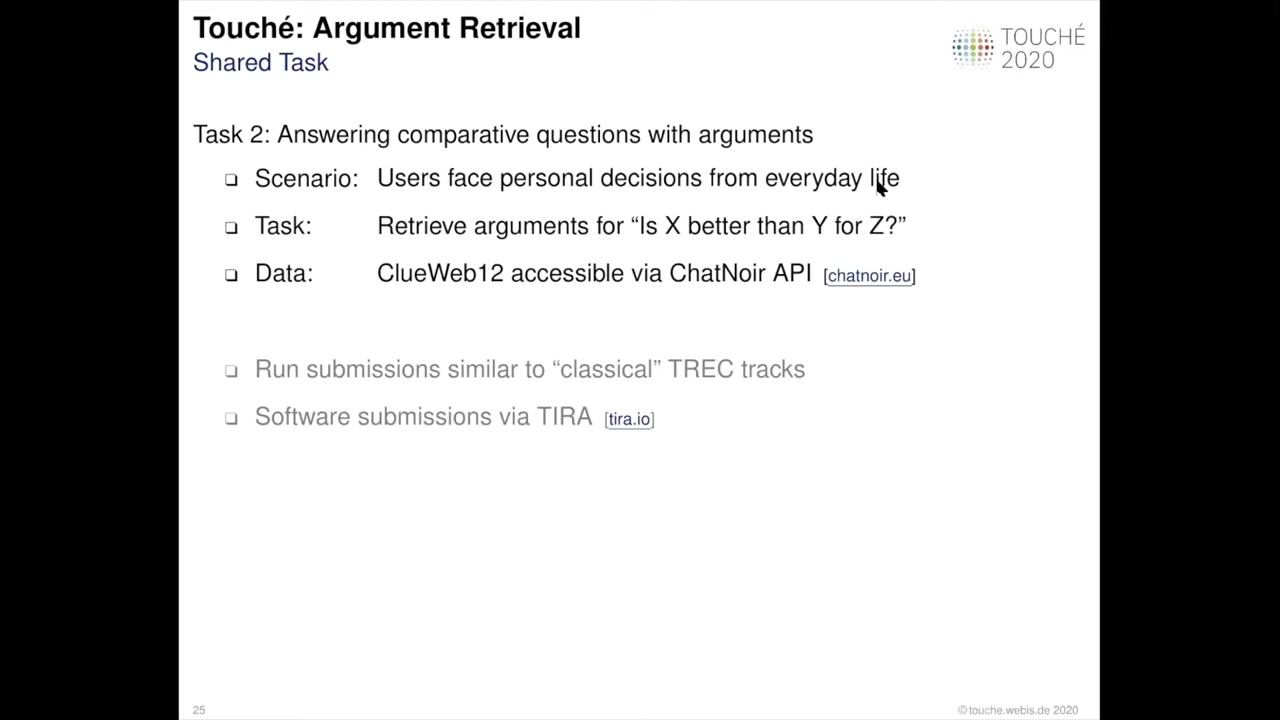 Touché: Argument Retrieval
Shared Task
TOUCHÉ
2020
Task 2: Answering comparative questions with arguments
❏ Scenario: Users face personal decisions from everyday life
❏ Task: Retrieve arguments for “Is X better than Y for Z?”
❏ Data: ClueWeb12 accessible via ChatNoir API [chatnoir.eu]
❏ Run submissions similar to “classical” TREC tracks
❏ Software submissions via TIRA [tira.io]
25
© touche.webis.de 2020